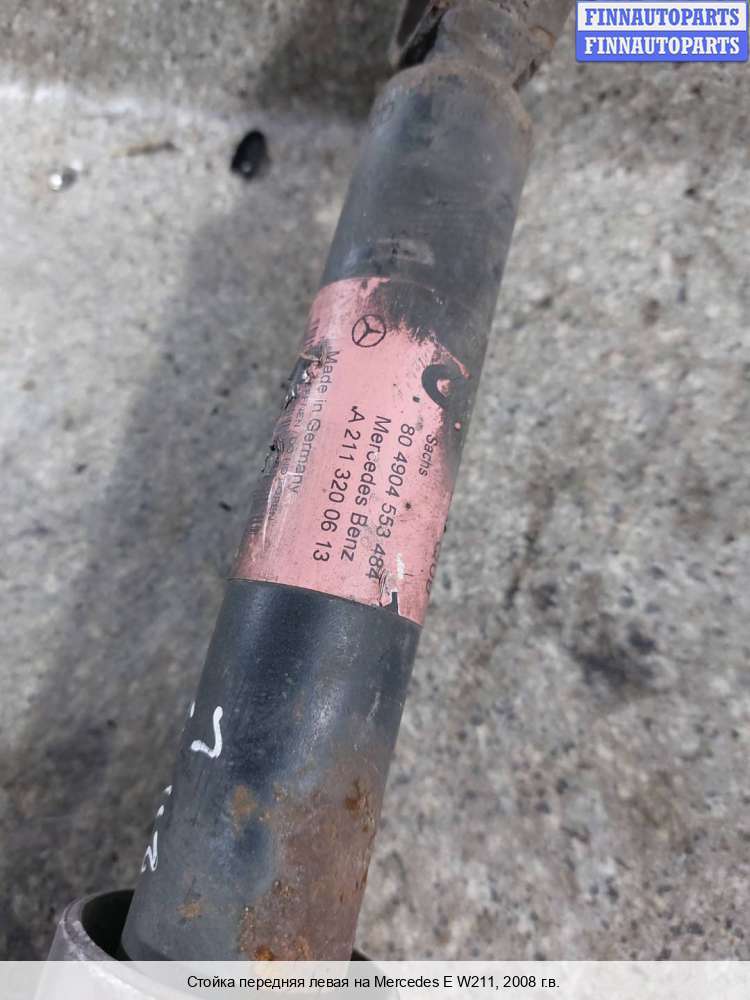 FINNAUTOPARTS
FINNAUTOPARTS
Sachs
80 4904 553 484
Mercedes Benz
A 211 320 06 13
Made in Germany
Стойка передняя левая на Mercedes E W211, 2008 г.в.